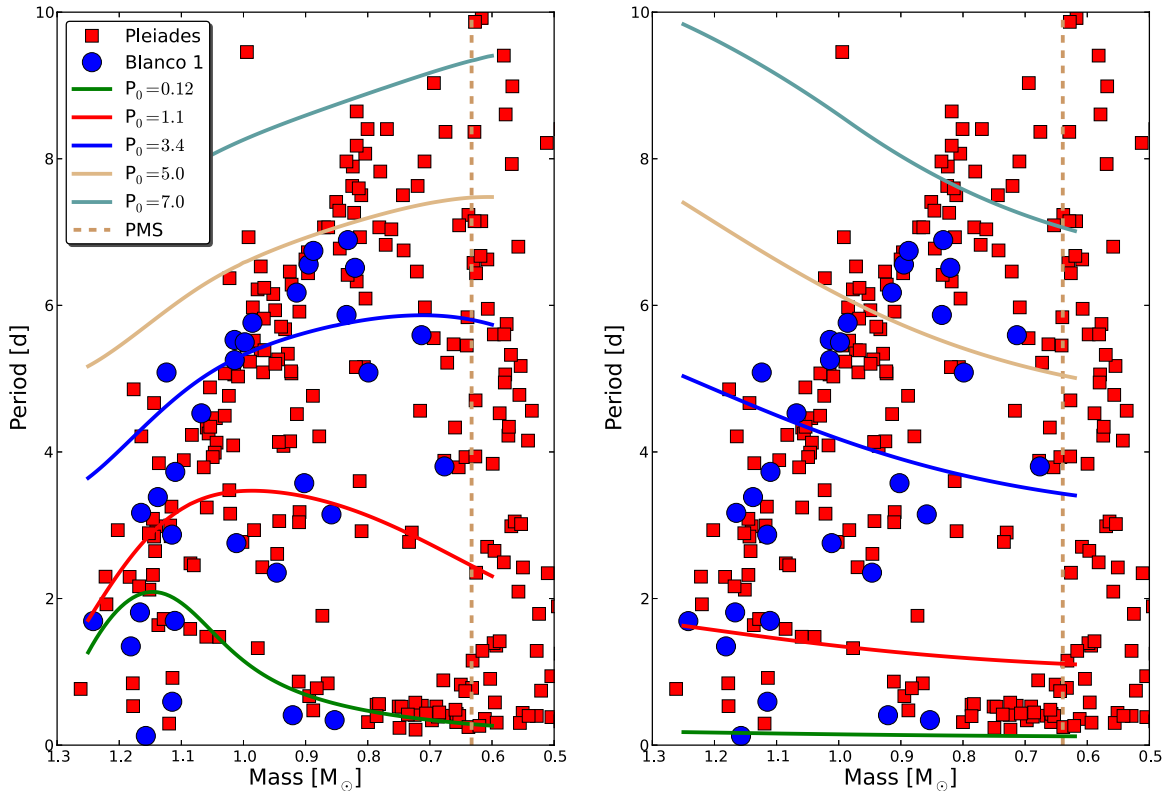 Period [d]
10
8
6
4
2
0
Pleiades
Blanco 1
P₀=0.12
P₀=1.1
P₀=3.4
P₀=5.0
P₀=7.0
PMS
1.3 1.2 1.1 1.0 0.9 0.8 0.7 0.6 0.5
Mass [M☉]
Period [d]
10
8
6
4
2
0
1.3 1.2 1.1 1.0 0.9 0.8 0.7 0.6 0.5
Mass [M☉]